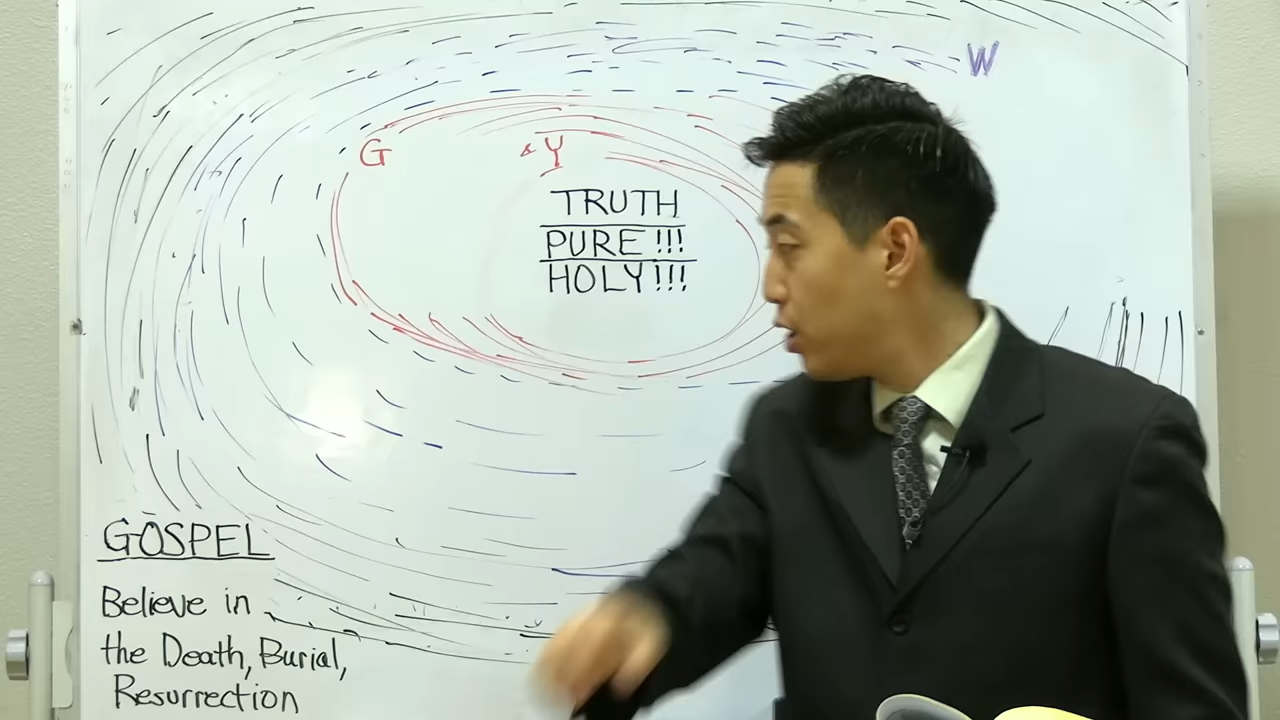 W
G
Y
TRUTH
PURE!!!
HOLY!!!
GOSPEL
Believe in
the Death, Burial,
Resurrection